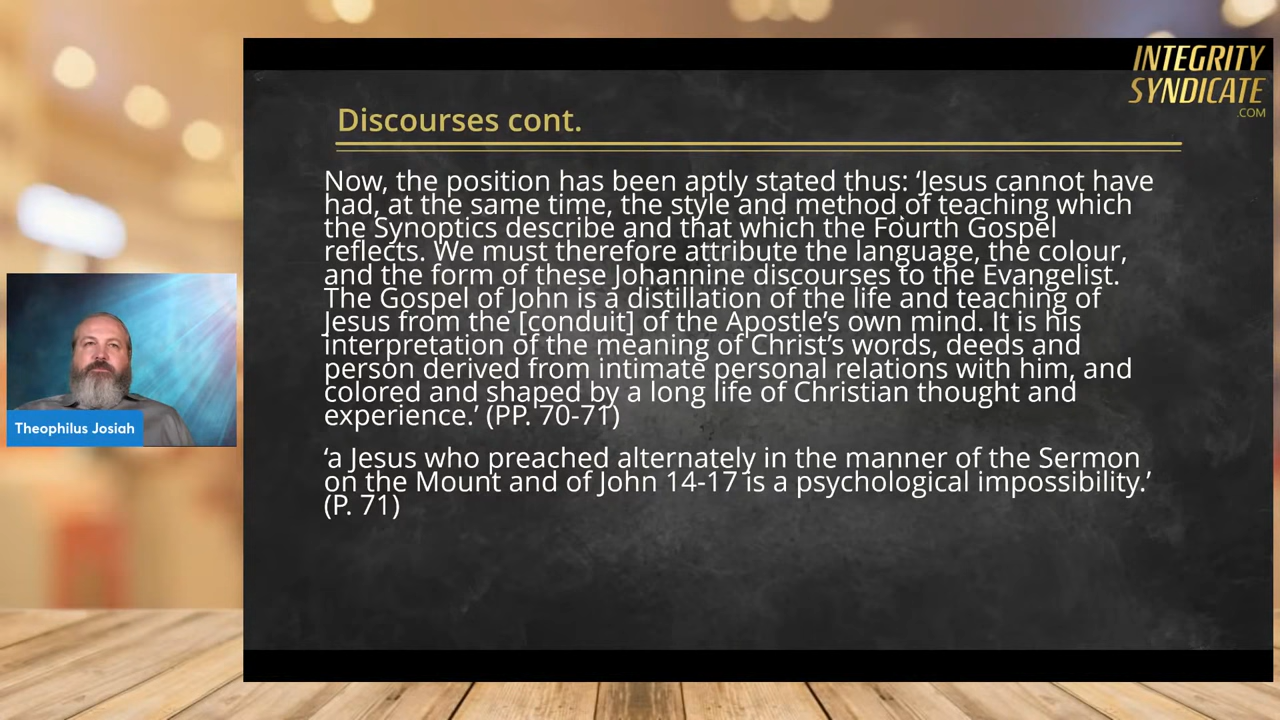 INTEGRITY
SYNDICATE
.COM
Discourses cont.
Now, the position has been aptly stated thus: ‘Jesus cannot have
had, at the same time, the style and method of teaching which
the Synoptics describe and that which the Fourth Gospel
reflects. We must therefore attribute the language, the colour,
and the form of these Johannine discourses to the Evangelist.
The Gospel of John is a distillation of the life and teaching of
Jesus from the [conduit] of the Apostle’s own mind. It is his
interpretation of the meaning of Christ’s words, deeds and
person derived from intimate personal relations with him, and
colored and shaped by a long life of Christian thought and
experience.’ (PP. 70-71)
‘a Jesus who preached alternately in the manner of the Sermon
on the Mount and of John 14-17 is a psychological impossibility.’
(P. 71)
Theophilus Josiah